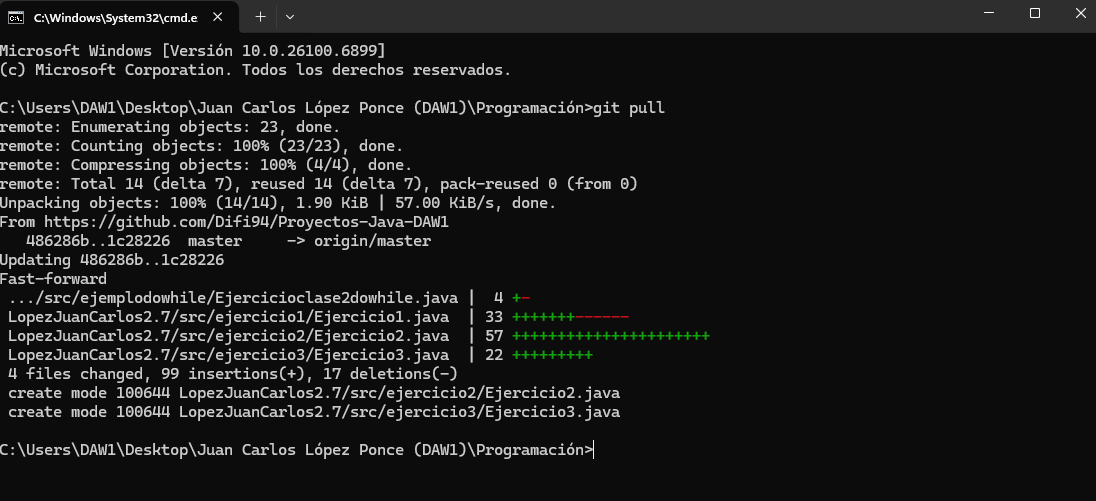 C:\Windows\System32\cmd.e
Microsoft Windows [Versión 10.0.26100.6899]
(c) Microsoft Corporation. Todos los derechos reservados.
C:\Users\DAW1\Desktop\Juan Carlos López Ponce (DAW1)\Programación>git pull
remote: Enumerating objects: 23, done.
remote: Counting objects: 100% (23/23), done.
remote: Compressing objects: 100% (4/4), done.
remote: Total 14 (delta 7), reused 14 (delta 7), pack-reused 0 (from 0)
Unpacking objects: 100% (14/14), 1.90 KiB | 57.00 KiB/s, done.
From https://github.com/Difi94/Proyectos-Java-DAW1
   486286b..1c28226  master     -> origin/master
Updating 486286b..1c28226
Fast-forward
 .../src/ejemplodowhile/Ejercicioclase2dowhile.java |  4 +-
 LopezJuanCarlos2.7/src/ejercicio1/Ejercicio1.java  | 33 +++++++------
 LopezJuanCarlos2.7/src/ejercicio2/Ejercicio2.java  | 57 ++++++++++++++++++++++
 LopezJuanCarlos2.7/src/ejercicio3/Ejercicio3.java  | 22 +++++++++
 4 files changed, 99 insertions(+), 17 deletions(-)
 create mode 100644 LopezJuanCarlos2.7/src/ejercicio2/Ejercicio2.java
 create mode 100644 LopezJuanCarlos2.7/src/ejercicio3/Ejercicio3.java
C:\Users\DAW1\Desktop\Juan Carlos López Ponce (DAW1)\Programación>